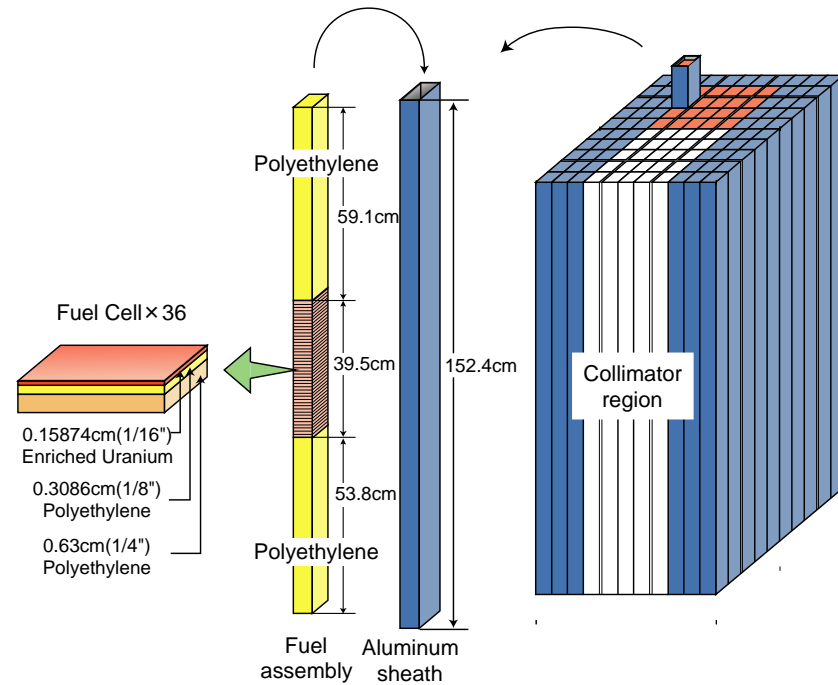 Polyethylene
59.1cm
Fuel Cell×36
39.5cm
152.4cm
Collimator
region
0.15874cm(1/16")
Enriched Uranium
0.3086cm(1/8")
Polyethylene
0.63cm(1/4")
Polyethylene
53.8cm
Polyethylene
Fuel
assembly
Aluminum
sheath